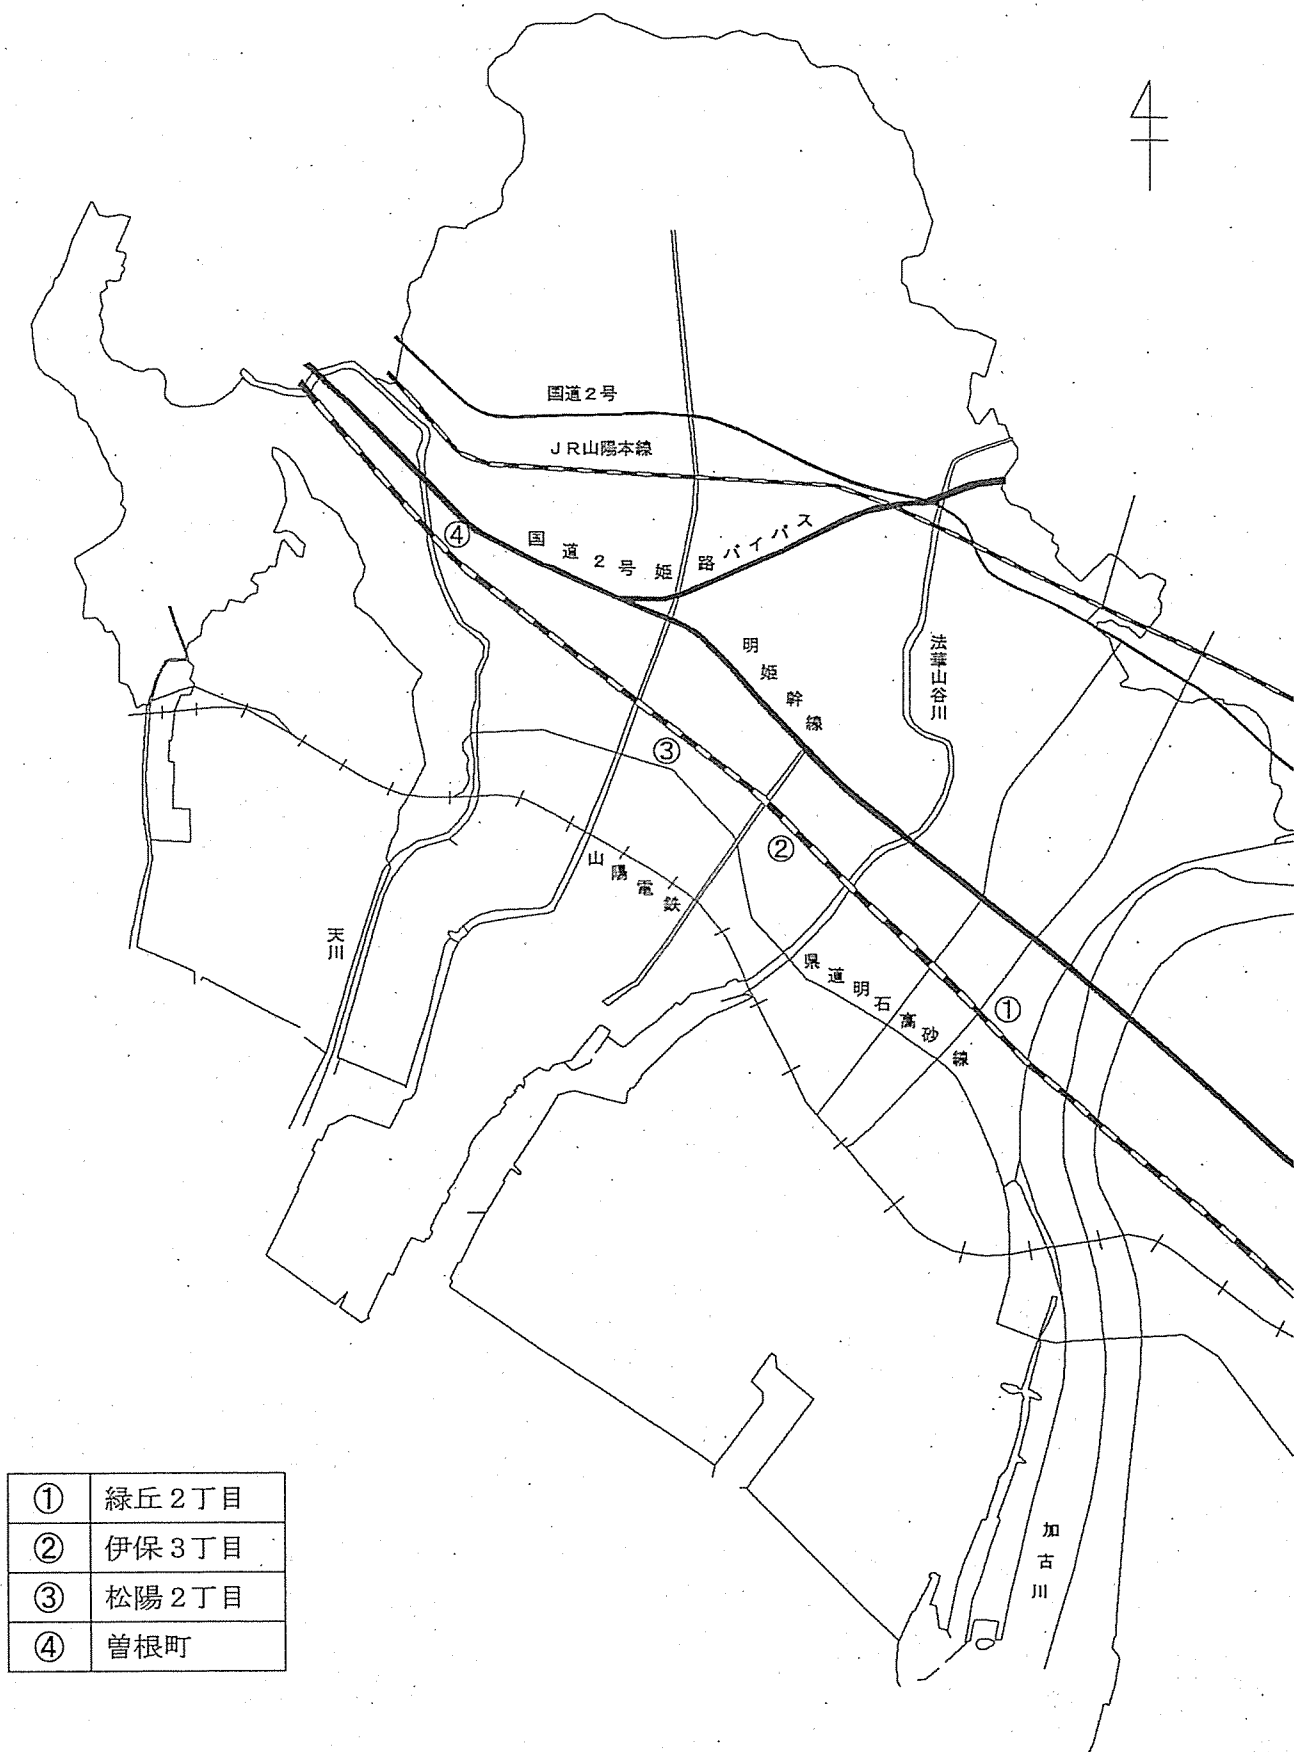 国道２号
ＪＲ山陽本線
国道２号姫路バイパス
④
明姫幹線
法華山谷川
③
②
山陽電鉄
天川
県道明石高砂線
①
① 緑丘２丁目
② 伊保３丁目
③ 松陽２丁目
④ 曽根町
加古川